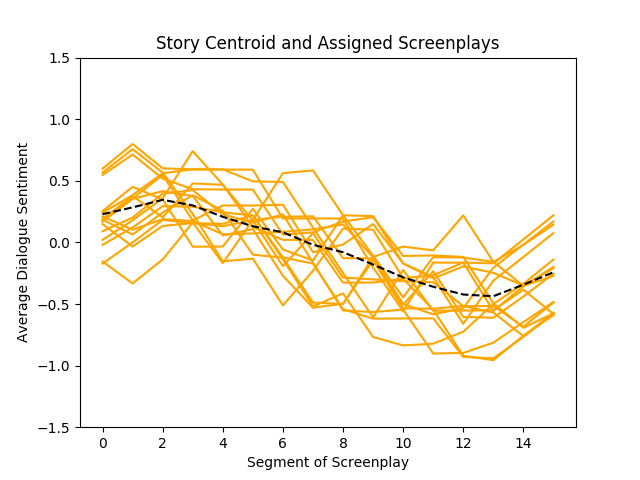 Story Centroid and Assigned Screenplays
Average Dialogue Sentiment
1.5
1.0
0.5
0.0
−0.5
−1.0
−1.5
0 2 4 6 8 10 12 14
Segment of Screenplay